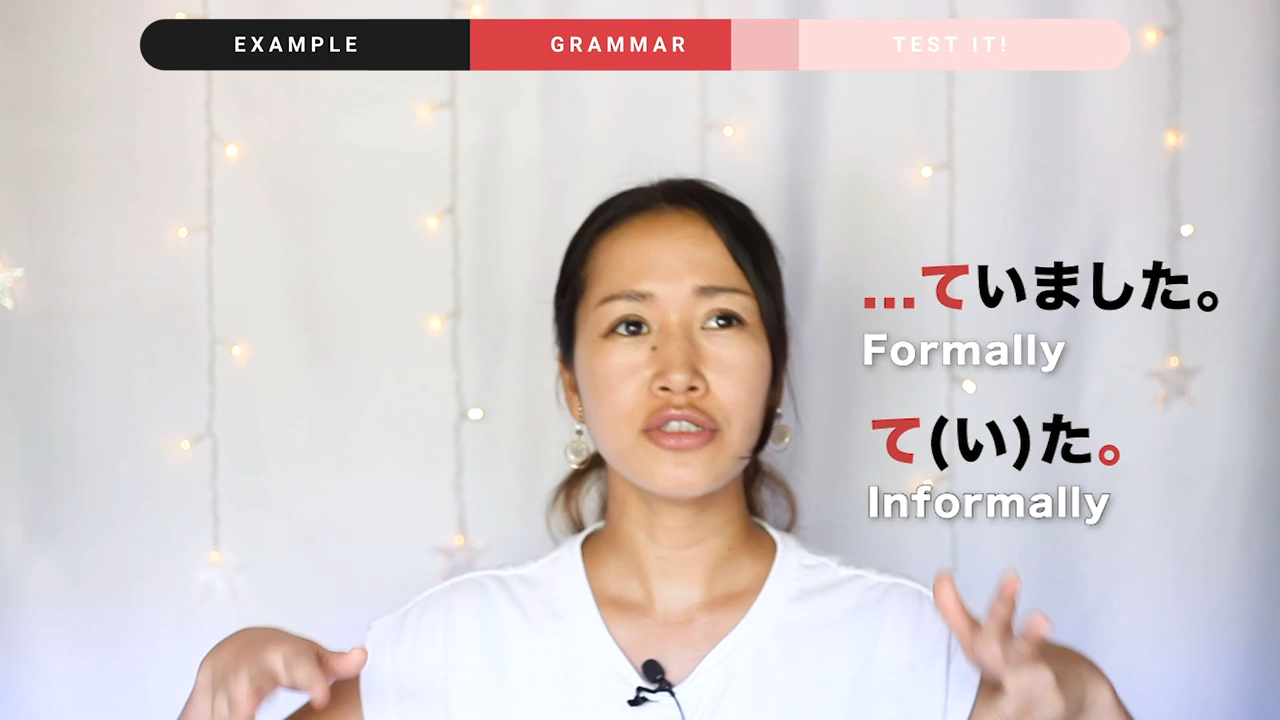 EXAMPLE GRAMMAR TEST IT!
...ていました。
Formally
て(い)た。
Informally